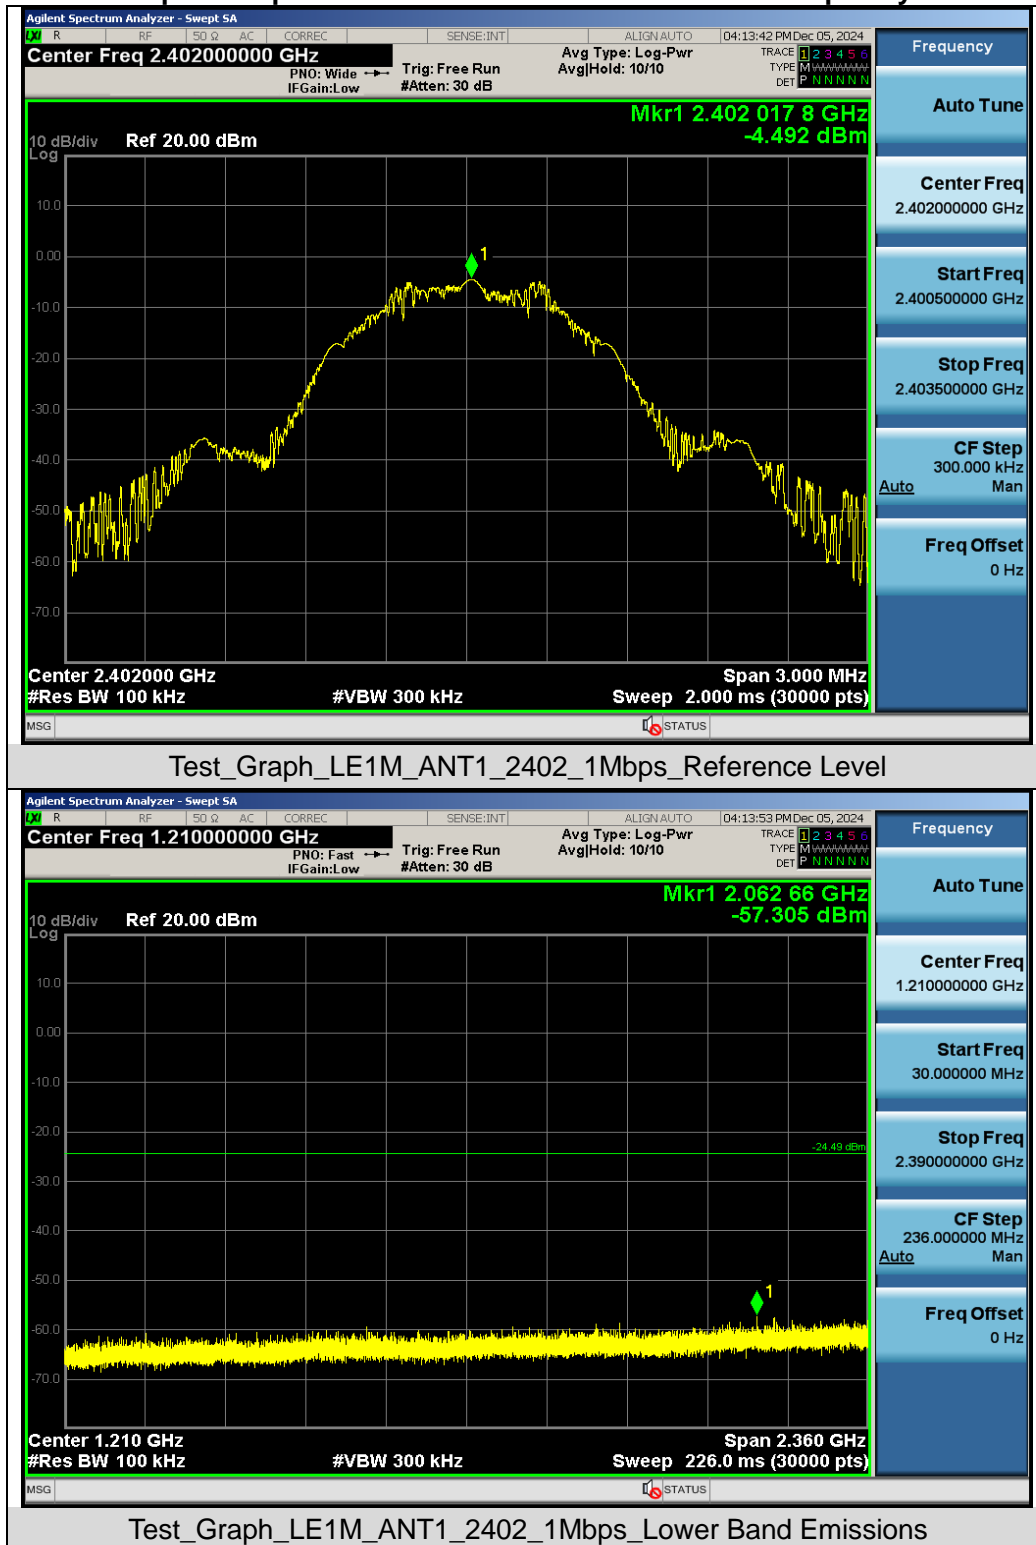 Agilent Spectrum Analyzer - Swept SA
LXI R RF 50 Ω AC CORREC SENSE:INT ALIGN AUTO 04:13:42 PM Dec 05, 2024
Center Freq 2.402000000 GHz
PNO: Wide
IFGain:Low
Trig: Free Run
#Atten: 30 dB
Avg Type: Log-Pwr
Avg|Hold: 10/10
TRACE 1 2 3 4 5 6
TYPE M
DET P N N N N N
Mkr1 2.402 017 8 GHz
-4.492 dBm
10 dB/div Ref 20.00 dBm
Log
10.0
0.00
-10.0
-20.0
-30.0
-40.0
-50.0
-60.0
-70.0
1
Center 2.402000 GHz Span 3.000 MHz
#Res BW 100 kHz #VBW 300 kHz Sweep 2.000 ms (30000 pts)
MSG STATUS
Frequency
Auto Tune
Center Freq
2.402000000 GHz
Start Freq
2.400500000 GHz
Stop Freq
2.403500000 GHz
CF Step
300.000 kHz
Auto Man
Freq Offset
0 Hz
Test_Graph_LE1M_ANT1_2402_1Mbps_Reference Level
Agilent Spectrum Analyzer - Swept SA
LXI R RF 50 Ω AC CORREC SENSE:INT ALIGN AUTO 04:13:53 PM Dec 05, 2024
Center Freq 1.210000000 GHz
PNO: Fast
IFGain:Low
Trig: Free Run
#Atten: 30 dB
Avg Type: Log-Pwr
Avg|Hold: 10/10
TRACE 1 2 3 4 5 6
TYPE M
DET P N N N N N
Mkr1 2.062 66 GHz
-57.305 dBm
10 dB/div Ref 20.00 dBm
Log
10.0
0.00
-10.0
-20.0
-30.0
-40.0
-50.0
-60.0
-70.0
-24.49 dBm
1
Center 1.210 GHz Span 2.360 GHz
#Res BW 100 kHz #VBW 300 kHz Sweep 226.0 ms (30000 pts)
MSG STATUS
Frequency
Auto Tune
Center Freq
1.210000000 GHz
Start Freq
30.000000 MHz
Stop Freq
2.390000000 GHz
CF Step
236.000000 MHz
Auto Man
Freq Offset
0 Hz
Test_Graph_LE1M_ANT1_2402_1Mbps_Lower Band Emissions